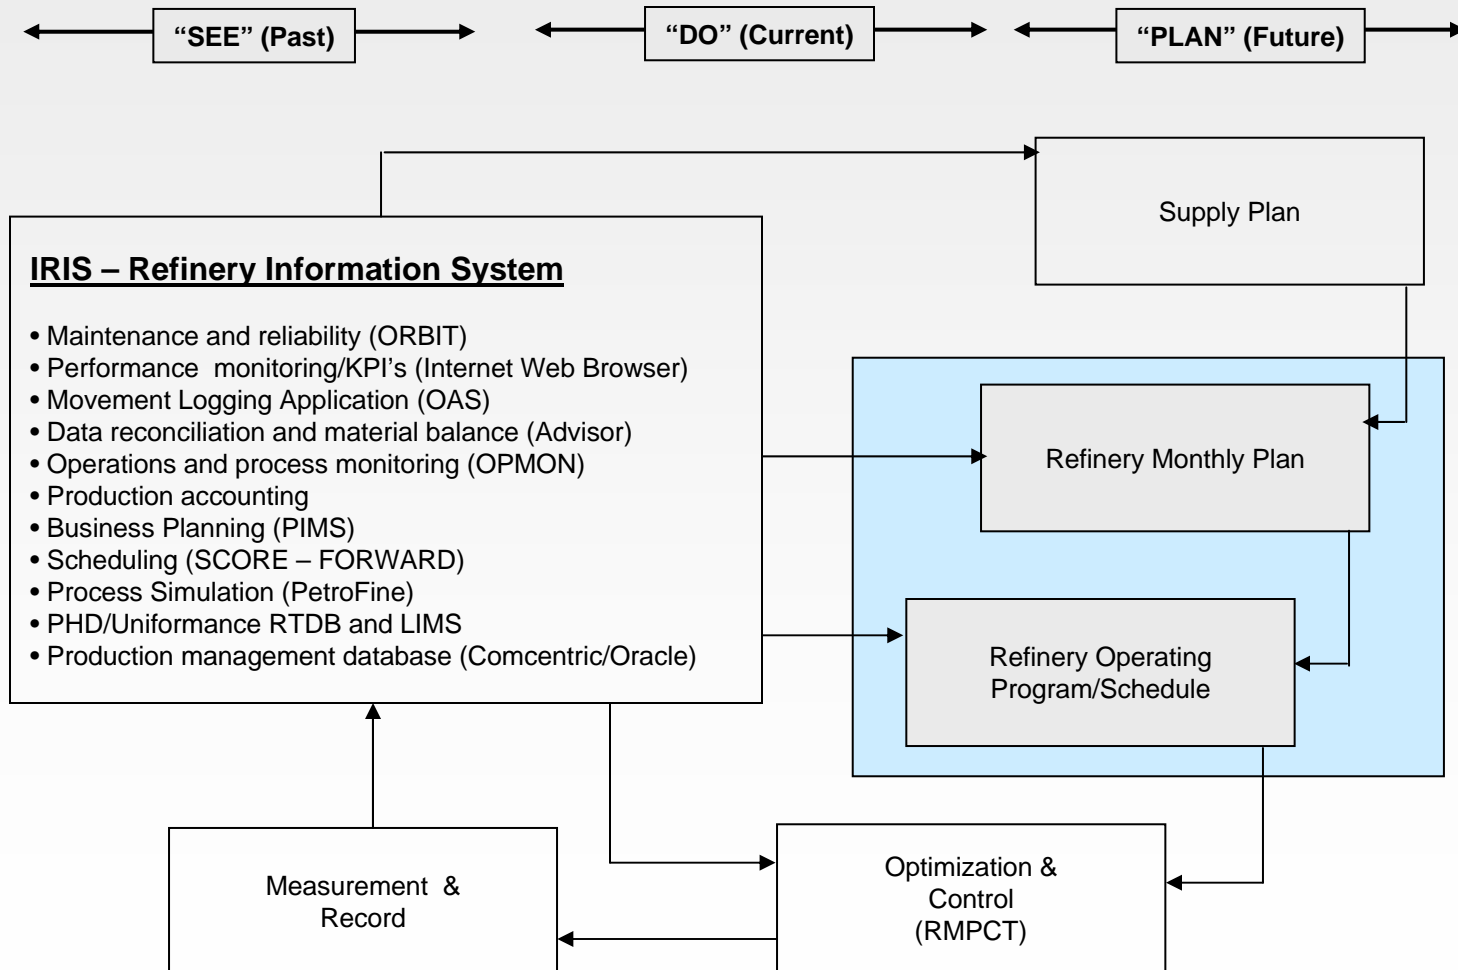 “SEE” (Past)
“DO” (Current)
“PLAN” (Future)
Supply Plan
IRIS – Refinery Information System
• Maintenance and reliability (ORBIT)
• Performance  monitoring/KPI’s (Internet Web Browser)
• Movement Logging Application (OAS)
• Data reconciliation and material balance (Advisor)
• Operations and process monitoring (OPMON)
• Production accounting
• Business Planning (PIMS)
• Scheduling (SCORE – FORWARD)
• Process Simulation (PetroFine)
• PHD/Uniformance RTDB and LIMS
• Production management database (Comcentric/Oracle)
Refinery Monthly Plan
Refinery Operating
Program/Schedule
Measurement  &
Record
Optimization &
Control
(RMPCT)